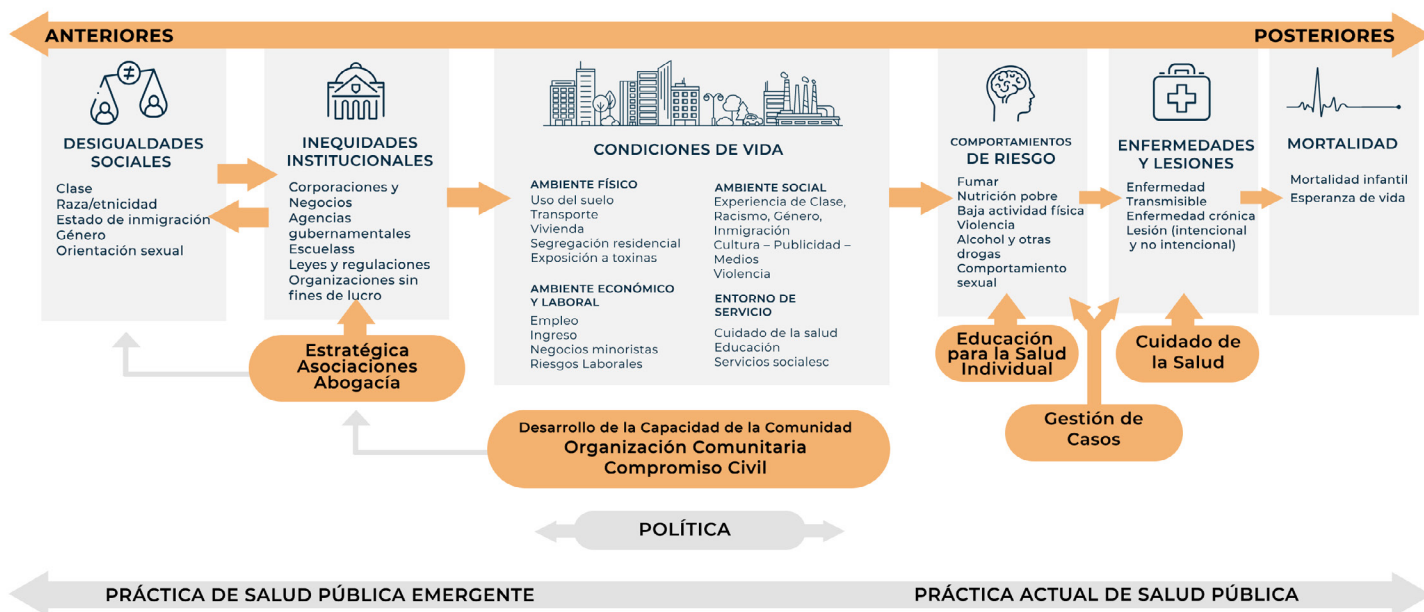 ANTERIORES
POSTERIORES
DESIGUALDADES
SOCIALES
Clase
Raza/etnicidad
Estado de inmigración
Género
Orientación sexual
INEQUIDADES
INSTITUCIONALES
Corporaciones y
Negocios
Agencias
gubernamentales
Escuelass
Leyes y regulaciones
Organizaciones sin
fines de lucro
CONDICIONES DE VIDA
AMBIENTE FÍSICO
Uso del suelo
Transporte
Vivienda
Segregación residencial
Exposición a toxinas
AMBIENTE ECONÓMICO
Y LABORAL
Empleo
Ingreso
Negocios minoristas
Riesgos Laborales
AMBIENTE SOCIAL
Experiencia de Clase,
Racismo, Género,
Inmigración
Cultura – Publicidad –
Medios
Violencia
ENTORNO DE
SERVICIO
Cuidado de la salud
Educación
Servicios socialesc
COMPORTAMIENTOS
DE RIESGO
Fumar
Nutrición pobre
Baja actividad física
Violencia
Alcohol y otras
drogas
Comportamiento
sexual
ENFERMEDADES
Y LESIONES
Enfermedad
Transmisible
Enfermedad crónica
Lesión (intencional
y no intencional)
MORTALIDAD
Mortalidad infantil
Esperanza de vida
Estratégica
Asociaciones
Abogacía
Desarrollo de la Capacidad de la Comunidad
Organización Comunitaria
Compromiso Civil
Educación
para la Salud
Individual
Gestión de
Casos
Cuidado de
la Salud
POLÍTICA
PRÁCTICA DE SALUD PÚBLICA EMERGENTE
PRÁCTICA ACTUAL DE SALUD PÚBLICA